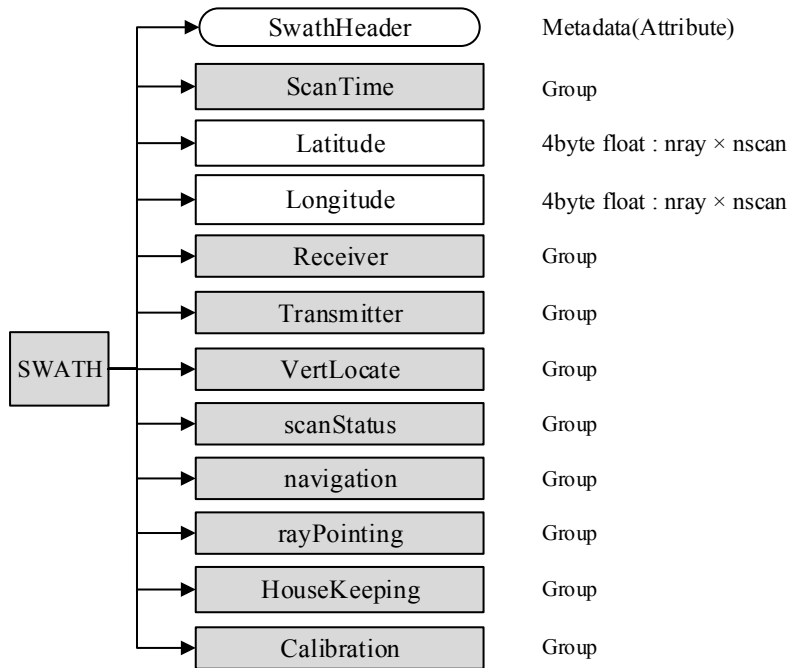 SwathHeader Metadata(Attribute)
ScanTime Group
Latitude 4byte float : nray × nscan
Longitude 4byte float : nray × nscan
Receiver Group
Transmitter Group
SWATH
VertLocate Group
scanStatus Group
navigation Group
rayPointing Group
HouseKeeping Group
Calibration Group